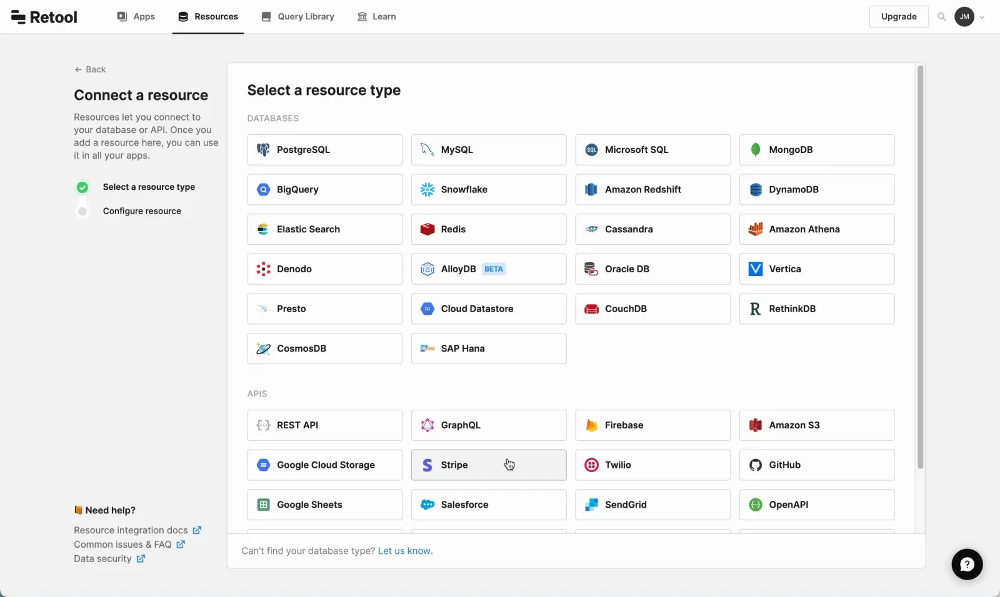 Retool
Apps
Resources
Query Library
Learn
Upgrade
JM
← Back
Connect a resource
Resources let you connect to
your database or API. Once you
add a resource here, you can use
it in all your apps.
Select a resource type
Configure resource
Need help?
Resource integration docs
Common issues & FAQ
Data security
Select a resource type
DATABASES
PostgreSQL
MySQL
SQL
Microsoft SQL
MongoDB
BigQuery
Snowflake
Amazon Redshift
DynamoDB
Elastic Search
Redis
Cassandra
Amazon Athena
Denodo
AlloyDB BETA
Oracle DB
Vertica
Presto
Cloud Datastore
CouchDB
RethinkDB
CosmosDB
SAP HANA
SAP Hana
APIS
REST API
GraphQL
Firebase
Amazon S3
Google Cloud Storage
Stripe
Twilio
GitHub
Google Sheets
Salesforce
SendGrid
OpenAPI
Can't find your database type? Let us know.